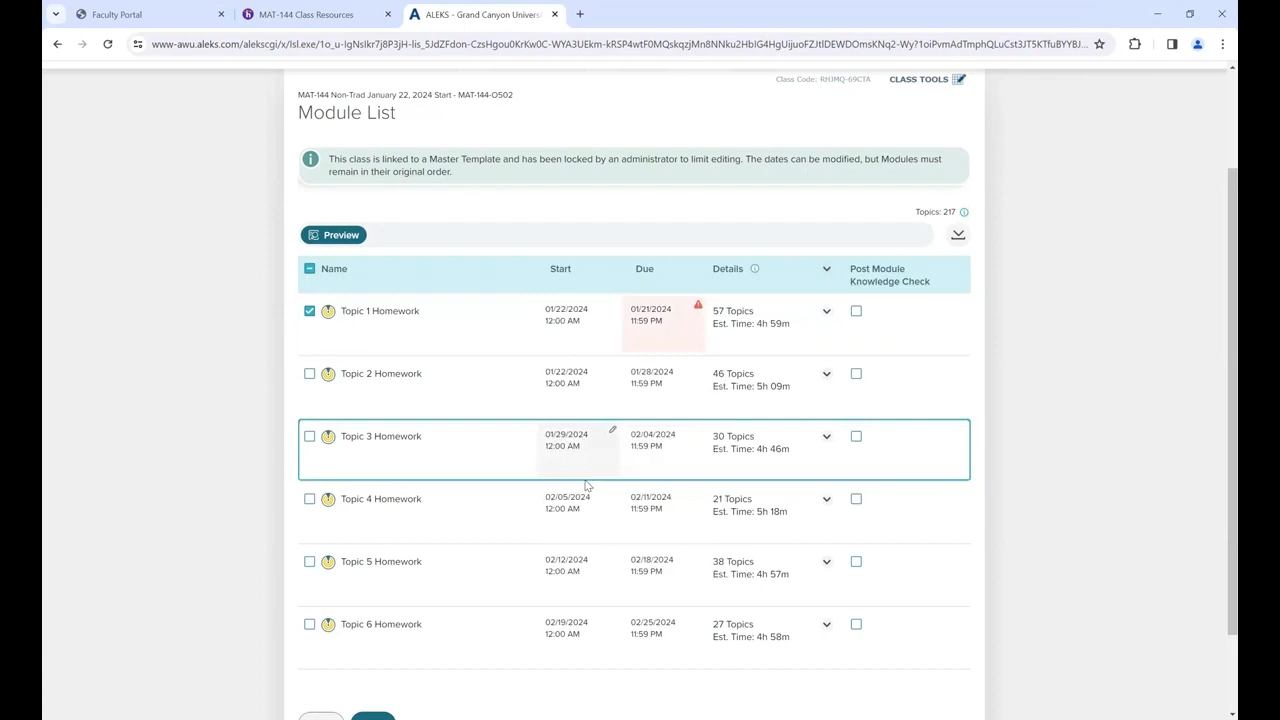 Faculty Portal
MAT-144 Class Resources
ALEKS - Grand Canyon Univers
Class Code: RHJMQ-69CTA
CLASS TOOLS
MAT-144 Non-Trad January 22, 2024 Start - MAT-144-O502
Module List
This class is linked to a Master Template and has been locked by an administrator to limit editing. The dates can be modified, but Modules must
remain in their original order.
Topics: 217
Preview
Name Start Due Details Post Module
Knowledge Check
Topic 1 Homework 01/22/2024 01/21/2024 57 Topics
12:00 AM 11:59 PM Est. Time: 4h 59m
Topic 2 Homework 01/22/2024 01/28/2024 46 Topics
12:00 AM 11:59 PM Est. Time: 5h 09m
Topic 3 Homework 01/29/2024 02/04/2024 30 Topics
12:00 AM 11:59 PM Est. Time: 4h 46m
Topic 4 Homework 02/05/2024 02/11/2024 21 Topics
12:00 AM 11:59 PM Est. Time: 5h 18m
Topic 5 Homework 02/12/2024 02/18/2024 38 Topics
12:00 AM 11:59 PM Est. Time: 4h 57m
Topic 6 Homework 02/19/2024 02/25/2024 27 Topics
12:00 AM 11:59 PM Est. Time: 4h 58m